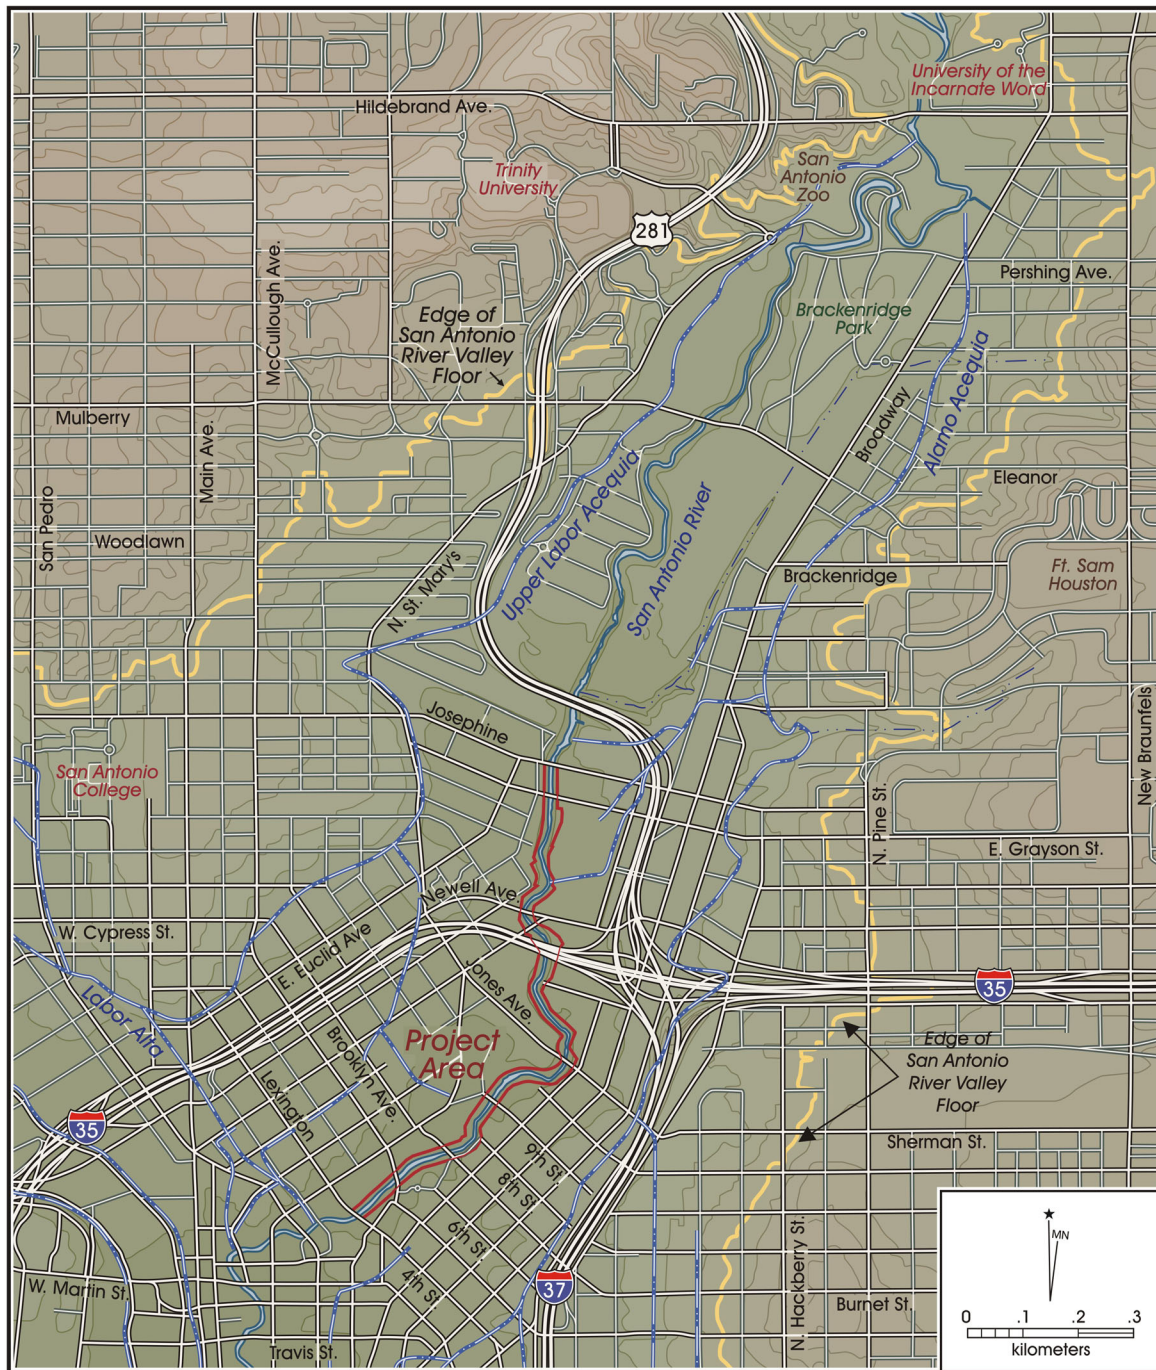 University of the
Incarnate Word
Hildebrand Ave.
San
Antonio
Zoo
Trinity
University
281
McCullough Ave.
Pershing Ave.
Edge of
San Antonio
River Valley
Floor
Brackenridge
Park
Mulberry
Broadway
Alamo Acequia
Main Ave.
San Pedro
Upper Labor Acequia
San Antonio River
Eleanor
Woodlawn
N. St. Mary's
Brackenridge
Ft. Sam
Houston
Josephine
New Braunfels
San Antonio
College
N. Pine St.
E. Grayson St.
Newell Ave.
W. Cypress St.
E. Euclid Ave
Jones Ave.
35
Labor Alta
Project
Area
Brooklyn Ave.
Edge of
San Antonio
River Valley
Floor
Lexington
35
Sherman St.
9th St.
8th St.
6th St.
4th St.
N. Hackberry St.
MN
W. Martin St.
37
Burnet St.
0 .1 .2 .3
kilometers
Travis St.